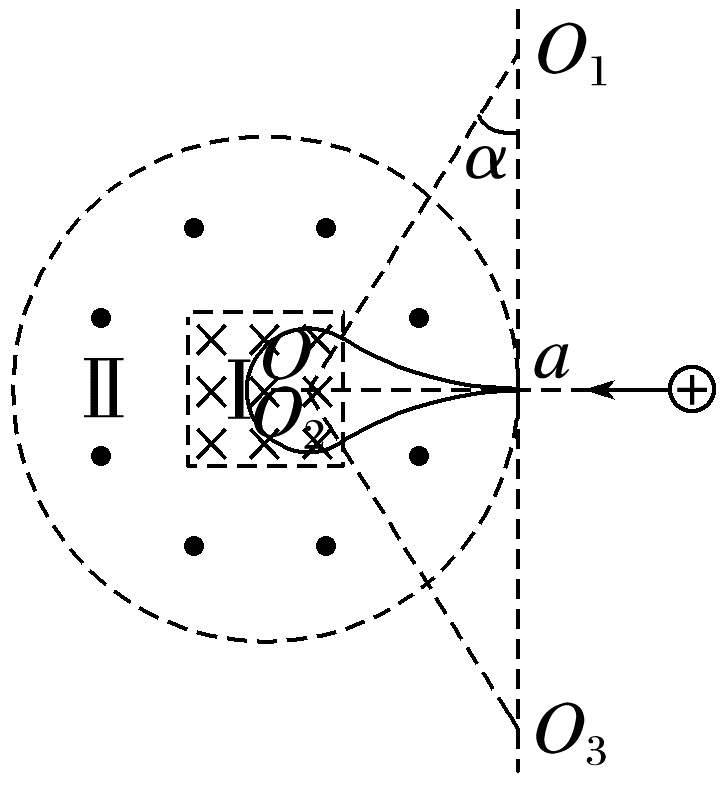 O₁
α
O
a
Ⅱ
Ⅰ
O₂
O₃